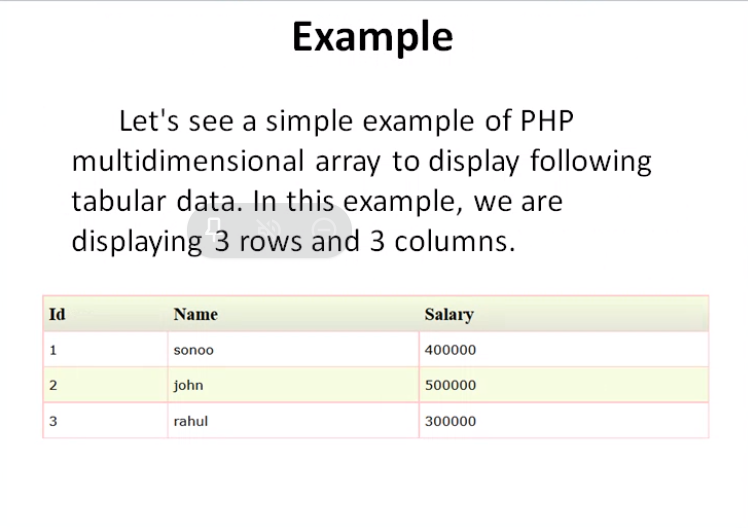 Example
Let's see a simple example of PHP
multidimensional array to display following
tabular data. In this example, we are
displaying 3 rows and 3 columns.
Id Name Salary
1 sonoo 400000
2 john 500000
3 rahul 300000